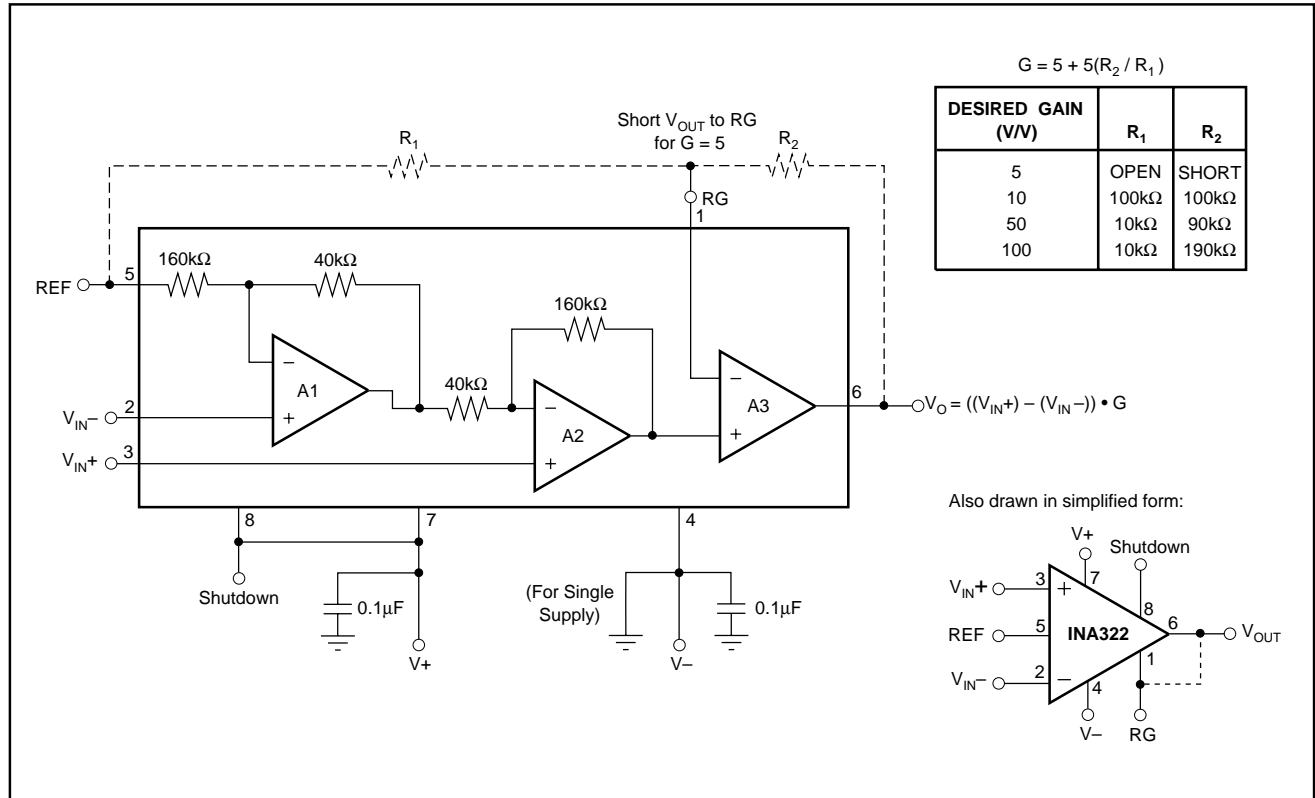 G = 5 + 5(R2 / R1)
DESIRED GAIN (V/V) R1 R2
5 OPEN SHORT
10 100kΩ 100kΩ
50 10kΩ 90kΩ
100 10kΩ 190kΩ
Short VOUT to RG
for G = 5
R1
R2
RG
1
160kΩ
40kΩ
5
REF
160kΩ
−
A1
+
40kΩ
−
A2
+
−
A3
+
6
VO = ((VIN+) – (VIN–)) • G
VIN− 2
VIN+ 3
8
7
4
Shutdown
0.1µF
V+
(For Single
Supply)
0.1µF
V–
Also drawn in simplified form:
V+
Shutdown
7
8
VIN+ 3 +
REF 5 INA322 6 VOUT
VIN− 2 −
1
4
V–
RG